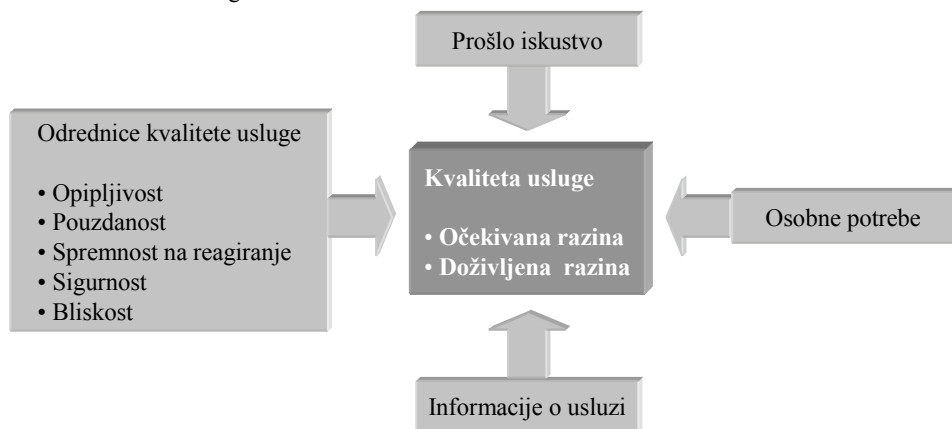 Prošlo iskustvo
Odrednice kvalitete usluge
• Opipljivost
• Pouzdanost
• Spremnost na reagiranje
• Sigurnost
• Bliskost
Kvaliteta usluge
• Očekivana razina
• Doživljena razina
Osobne potrebe
Informacije o usluzi